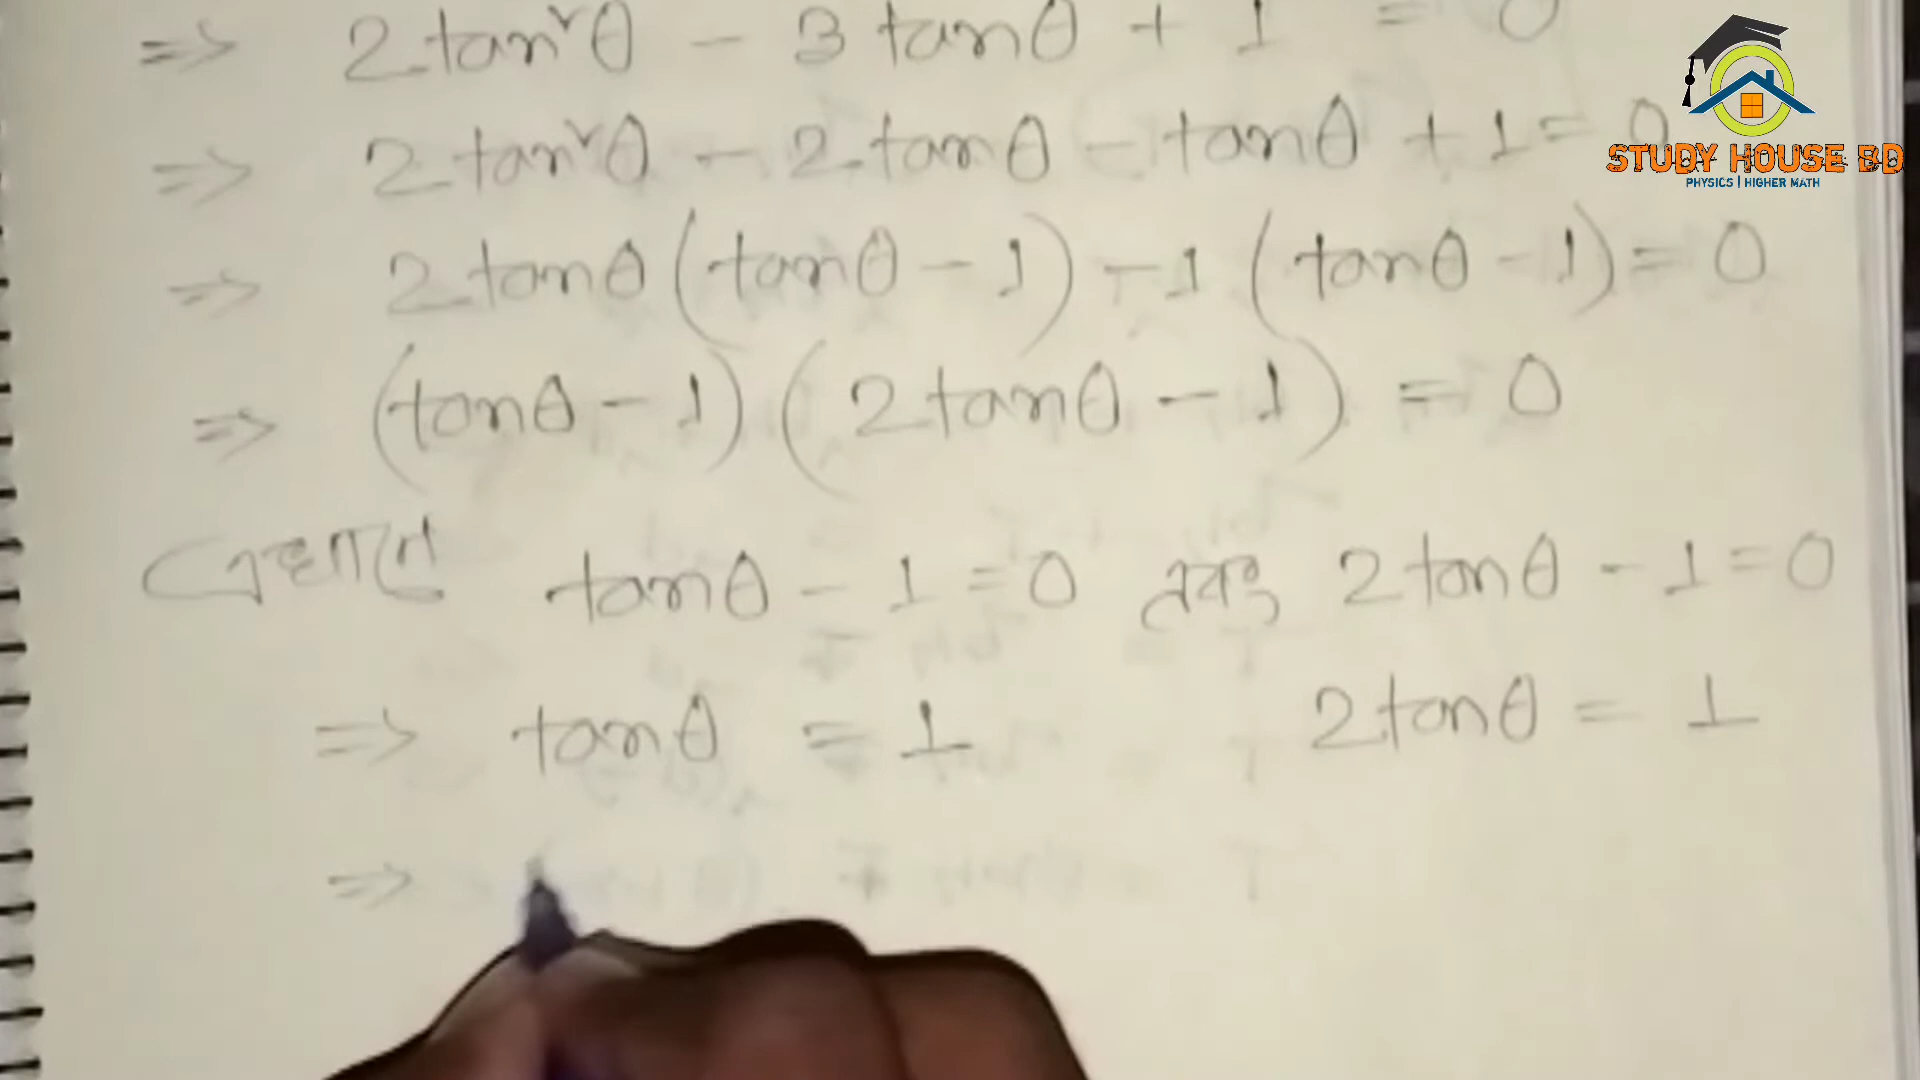 ⇒ 2tan²θ - 3tanθ + 1 = 0
⇒ 2tan²θ - 2tanθ - tanθ + 1 = 0
⇒ 2tanθ(tanθ - 1) - 1(tanθ - 1) = 0
⇒ (tanθ - 1)(2tanθ - 1) = 0
এখানে tanθ - 1 = 0 এবং 2tanθ - 1 = 0
⇒ tanθ = 1 2tanθ = 1
⇒
STUDY HOUSE BD
PHYSICS | HIGHER MATH